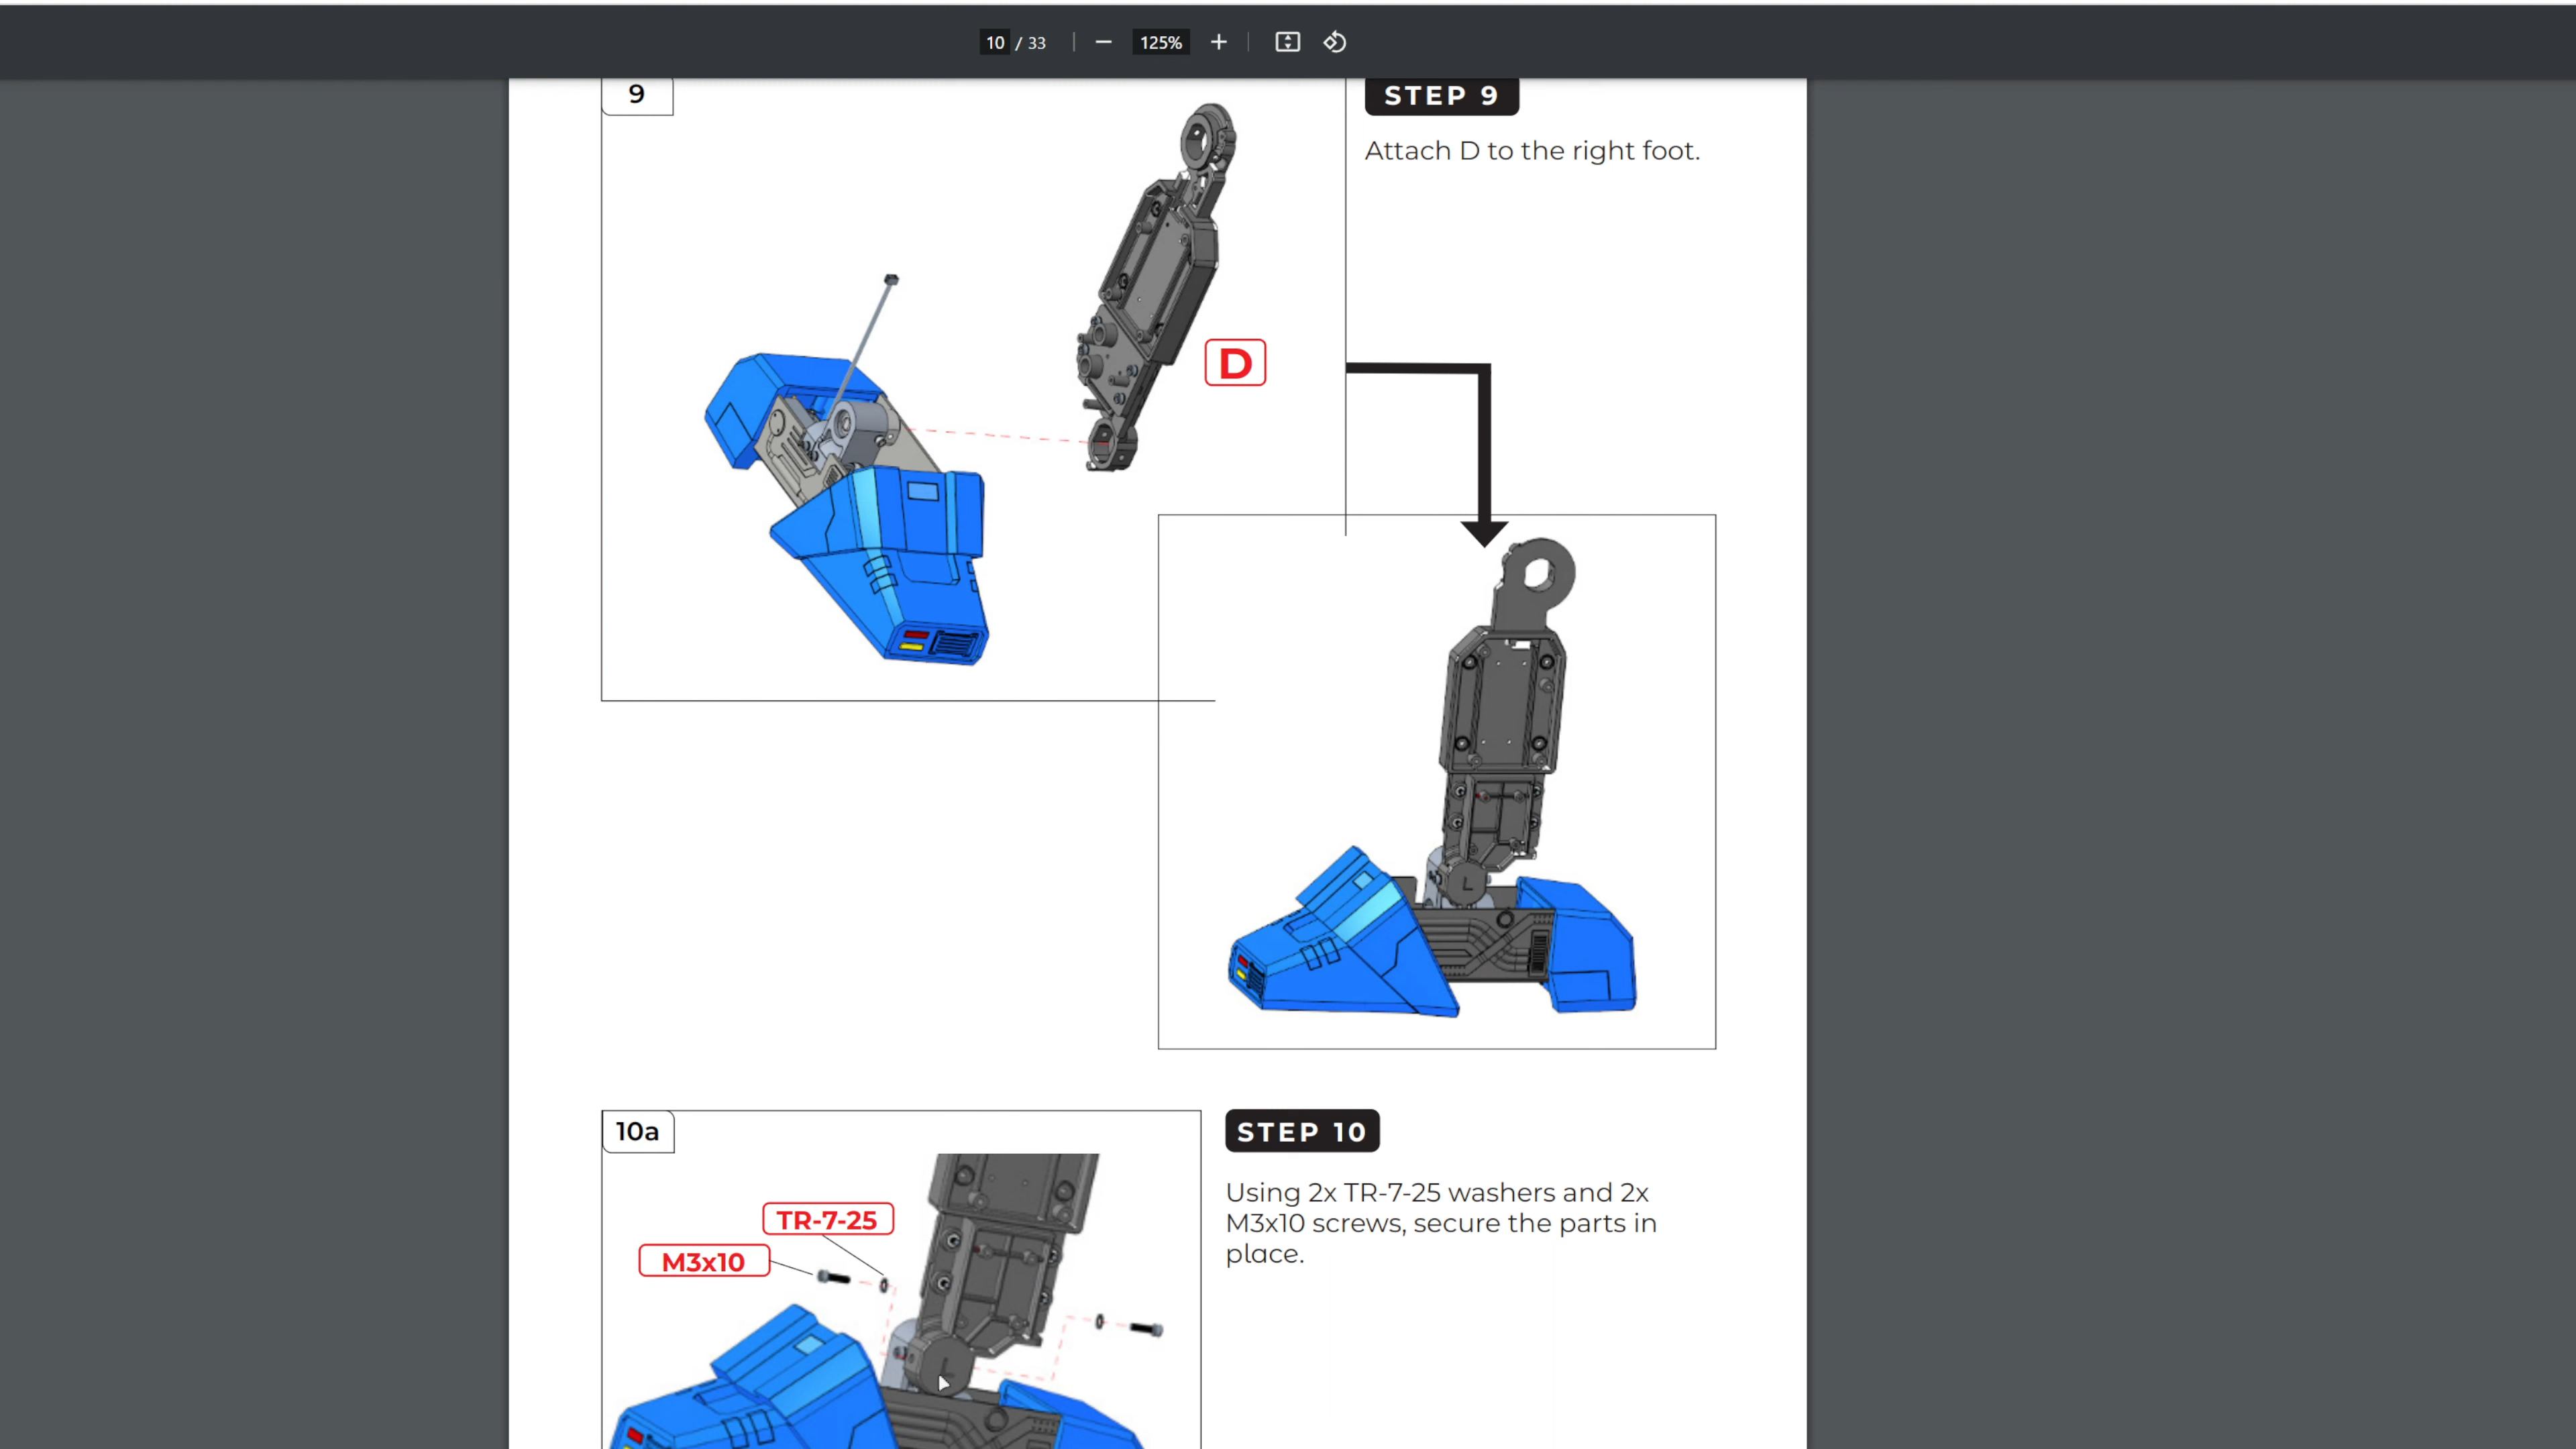 10 / 33
125%
9
STEP 9
Attach D to the right foot.
D
L
10a
STEP 10
Using 2x TR-7-25 washers and 2x
M3x10 screws, secure the parts in
place.
TR-7-25
M3x10
L